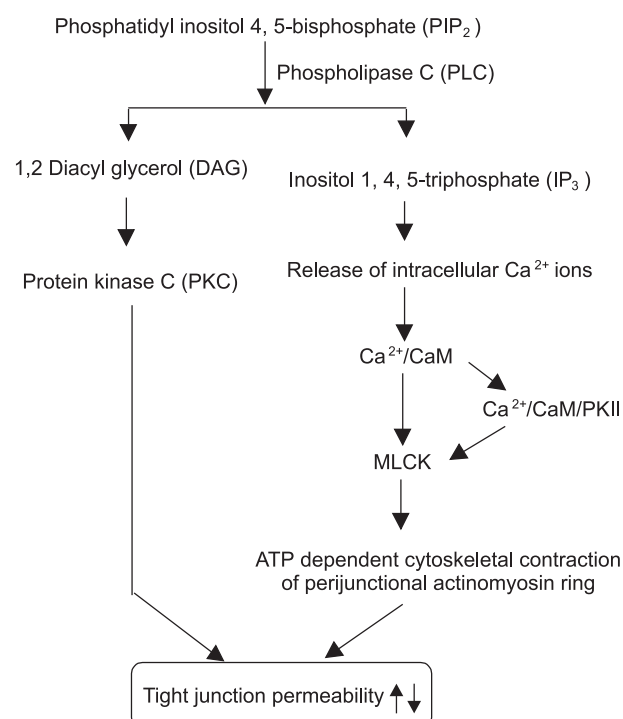 Phosphatidyl inositol 4, 5-bisphosphate (PIP₂ )
Phospholipase C (PLC)
1,2 Diacyl glycerol (DAG)
Inositol 1, 4, 5-triphosphate (IP₃ )
Protein kinase C (PKC)
Release of intracellular Ca²⁺ ions
Ca²⁺/CaM
Ca²⁺/CaM/PKII
MLCK
ATP dependent cytoskeletal contraction
of perijunctional actinomyosin ring
Tight junction permeability